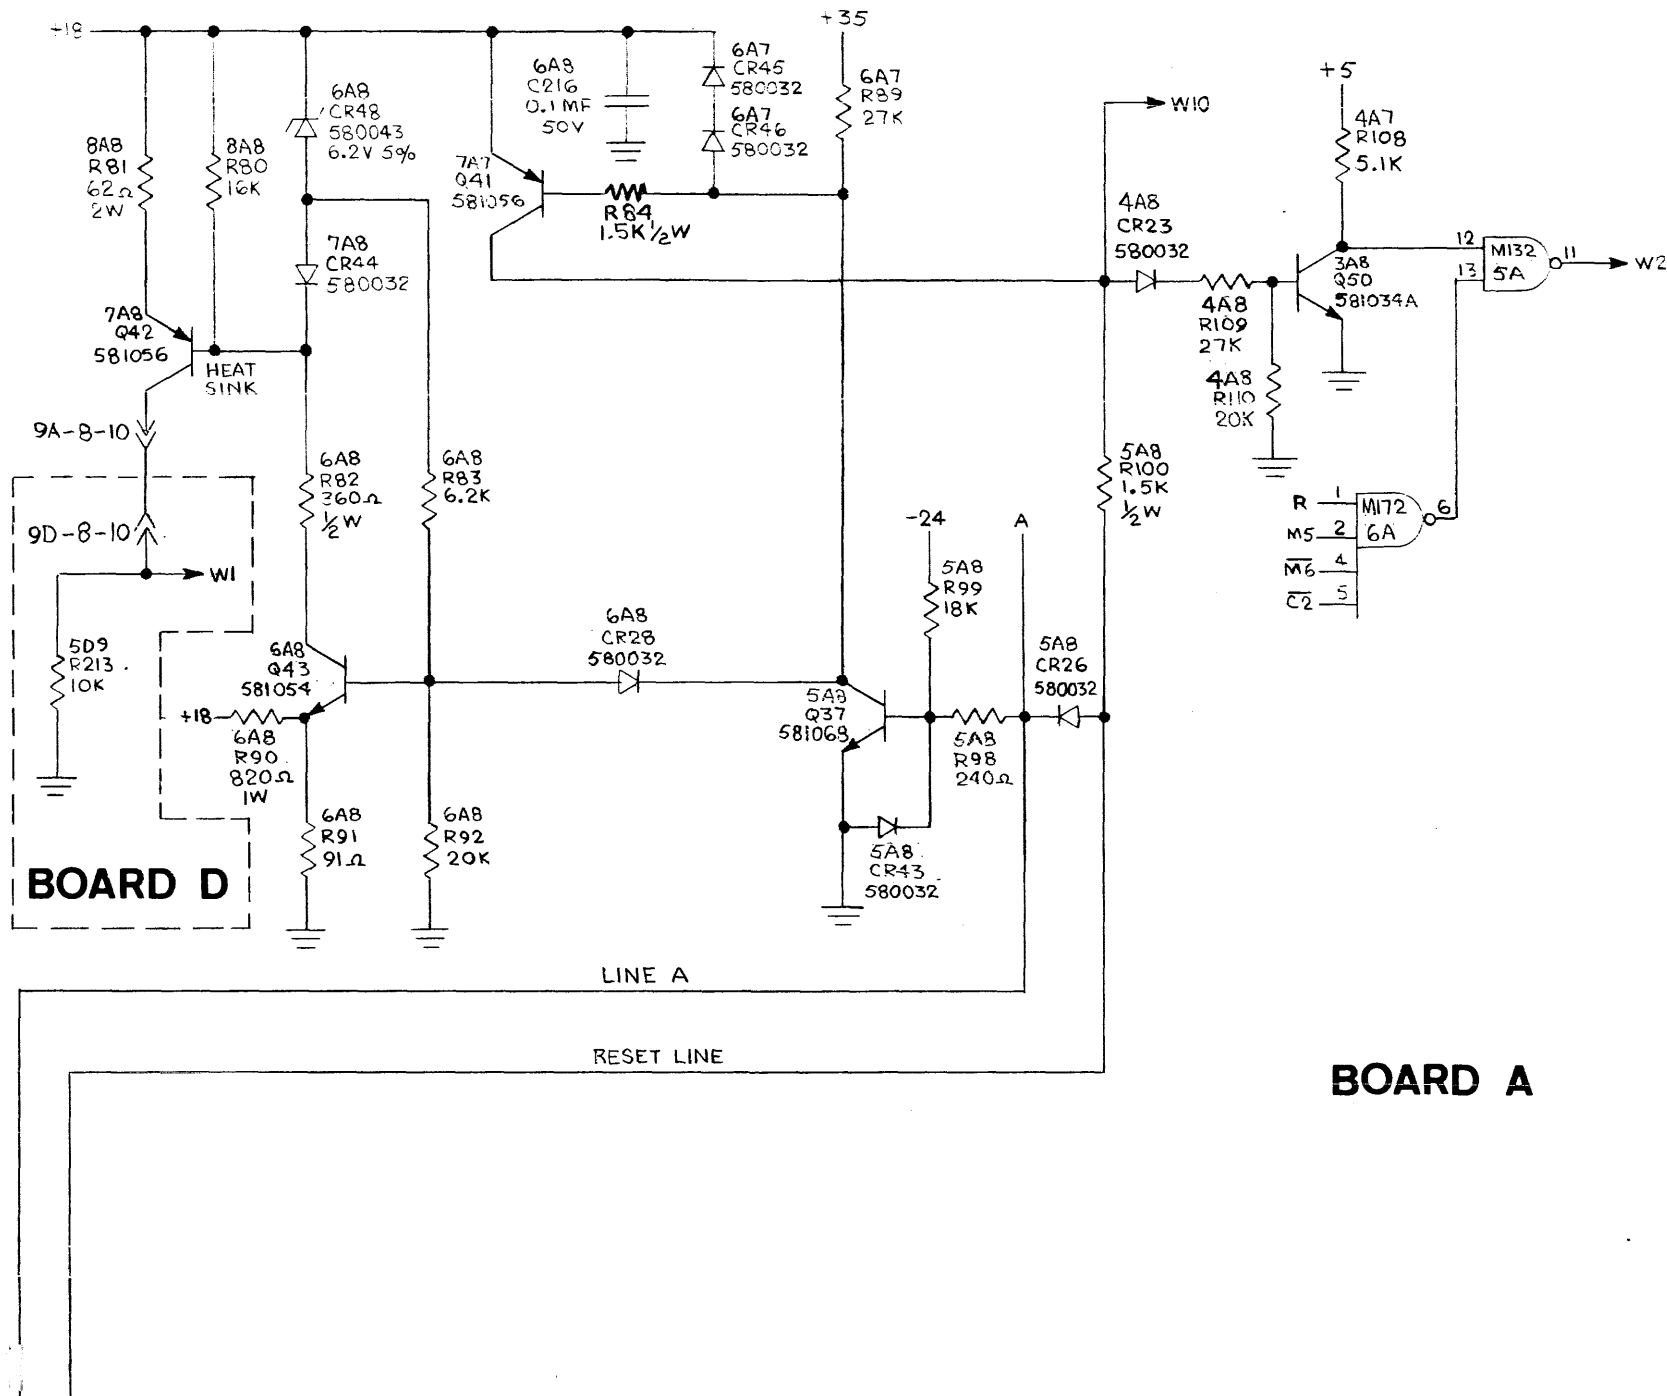 +18
+35
6A8
CR48
580043
6.2V 5%
8A8
R81
62Ω
2W
8A8
R80
16K
6A8
C216
0.1MF
50V
6A7
CR45
580032
6A7
CR46
580032
6A7
R89
27K
7A7
Q41
581056
R84
1.5K ½W
W10
+5
4A7
R108
5.1K
4A8
CR23
580032
12
13
M132
5A
11
W2
3A8
Q50
581034A
4A8
R109
27K
4A8
R110
20K
7A8
CR44
580032
7A8
Q42
581056
HEAT
SINK
9A-8-10
9D-8-10
W1
6A8
R82
360Ω
½W
6A8
R83
6.2K
5A8
R100
1.5K
½W
R
1
M5
2
M6̅
4
C2̅
5
M172
6A
6
-24
A
5A8
R99
18K
5D9
R213
10K
6A8
Q43
581054
6A8
CR28
580032
5A8
CR26
580032
5A8
Q37
581068
+18
6A8
R90
820Ω
1W
5A8
R98
240Ω
6A8
R91
91Ω
6A8
R92
20K
5A8
CR43
580032
BOARD D
LINE A
RESET LINE
BOARD A